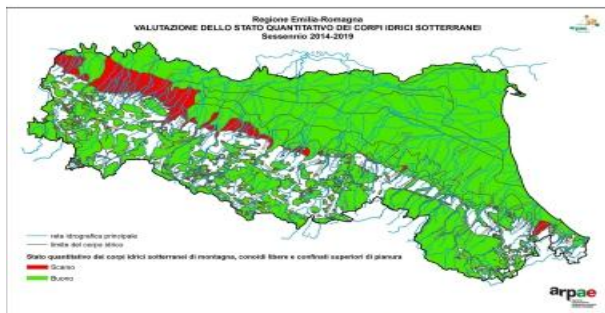 Regione Emilia-Romagna
VALUTAZIONE DELLO STATO QUANTITATIVO DEI CORPI IDRICI SOTTERRANEI
Sessennio 2014-2019
rete idrografica principale
limite del corpo idrico
Stato quantitativo dei corpi idrici sotterranei di montagna, conoidi libere e confinati superiori di pianura
Scarso
Buono
arpae